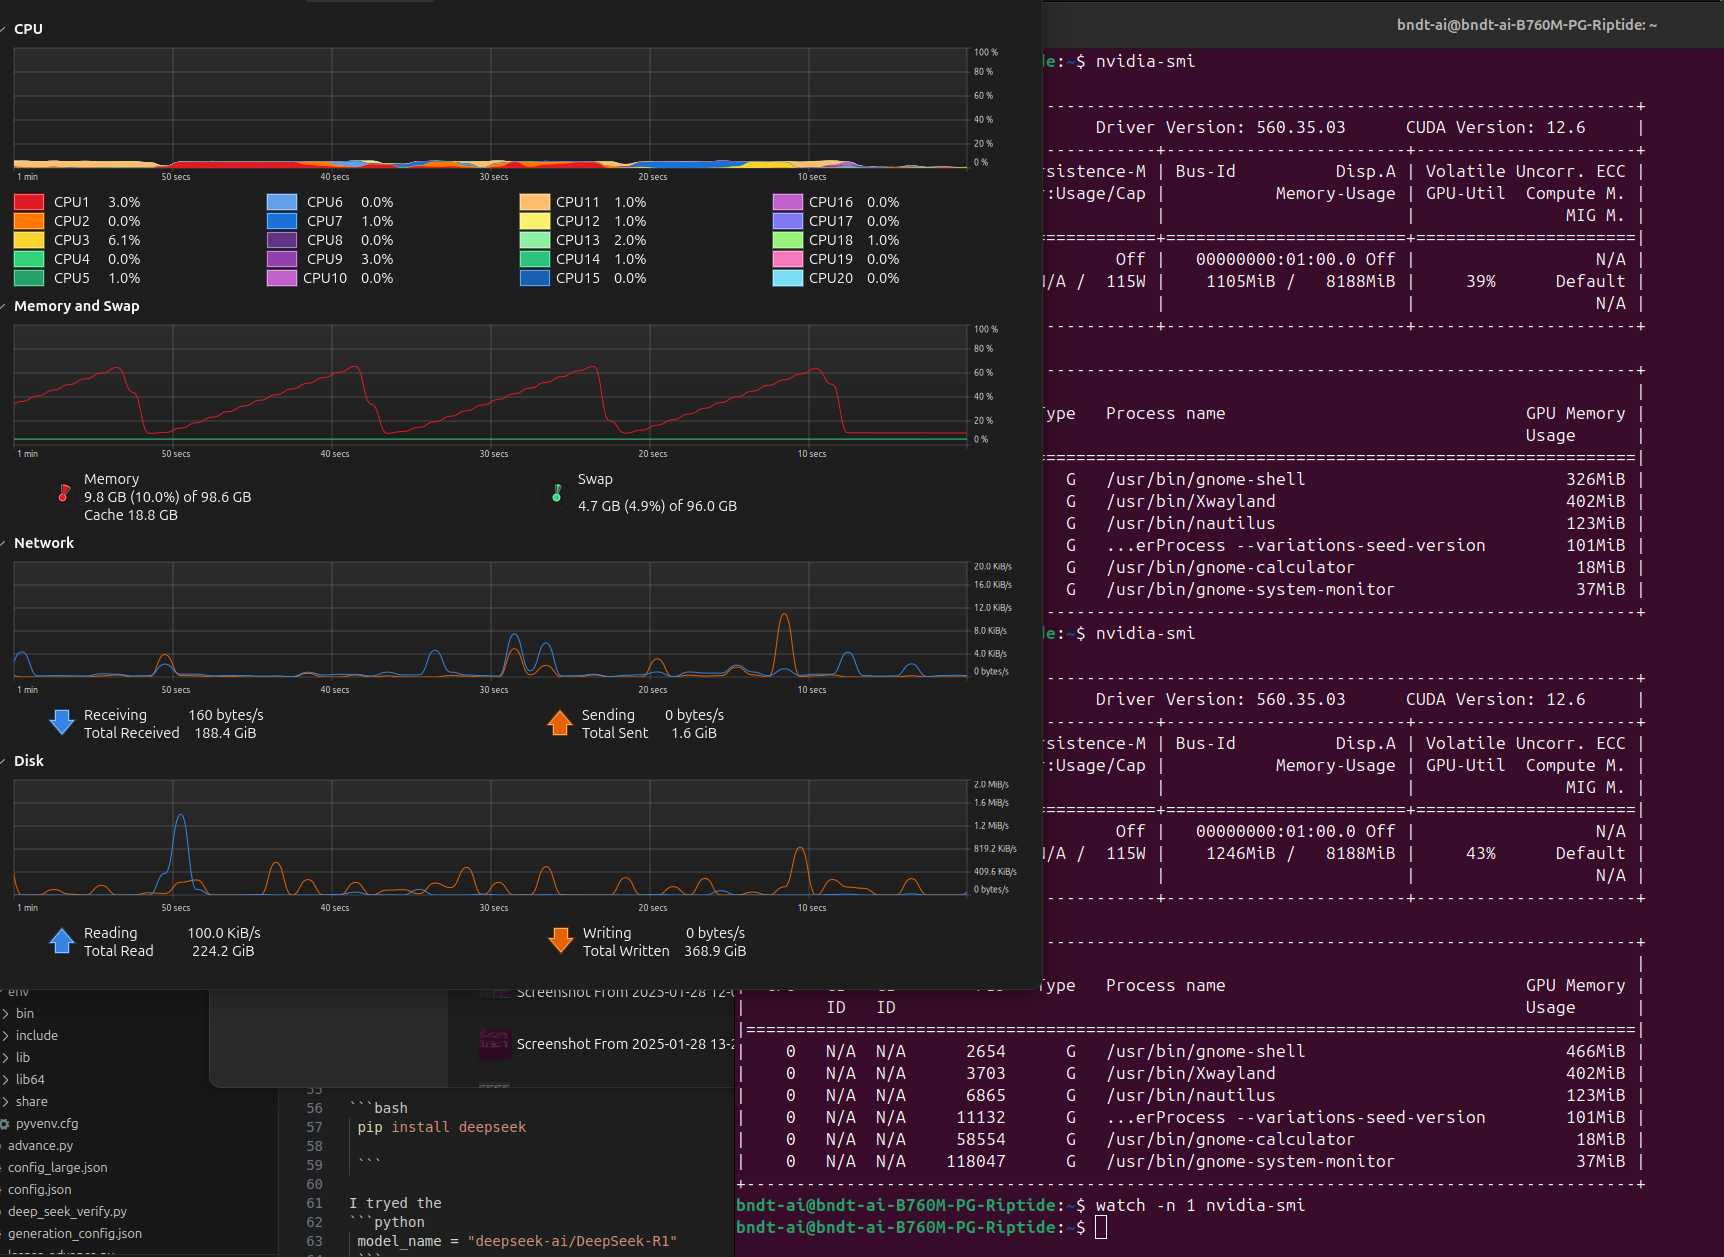 CPU
100 %
80 %
60 %
40 %
20 %
0 %
1 min 50 secs 40 secs 30 secs 20 secs 10 secs
CPU1 3.0% CPU6 0.0% CPU11 1.0% CPU16 0.0%
CPU2 0.0% CPU7 1.0% CPU12 1.0% CPU17 0.0%
CPU3 6.1% CPU8 0.0% CPU13 2.0% CPU18 1.0%
CPU4 0.0% CPU9 3.0% CPU14 1.0% CPU19 0.0%
CPU5 1.0% CPU10 0.0% CPU15 0.0% CPU20 0.0%
Memory and Swap
100 %
80 %
60 %
40 %
20 %
0 %
1 min 50 secs 40 secs 30 secs 20 secs 10 secs
Memory
9.8 GB (10.0%) of 98.6 GB
Cache 18.8 GB
Swap
4.7 GB (4.9%) of 96.0 GB
Network
20.0 KiB/s
16.0 KiB/s
12.0 KiB/s
8.0 KiB/s
4.0 KiB/s
0 bytes/s
1 min 50 secs 40 secs 30 secs 20 secs 10 secs
Receiving 160 bytes/s
Total Received 188.4 GiB
Sending 0 bytes/s
Total Sent 1.6 GiB
Disk
2.0 MiB/s
1.6 MiB/s
1.2 MiB/s
819.2 KiB/s
409.6 KiB/s
0 bytes/s
1 min 50 secs 40 secs 30 secs 20 secs 10 secs
Reading 100.0 KiB/s
Total Read 224.2 GiB
Writing 0 bytes/s
Total Written 368.9 GiB
env
bin
include
lib
lib64
share
pyvenv.cfg
advance.py
config_large.json
config.json
deep_seek_verify.py
generation_config.json
Screenshot From 2025-01-28 12-
Screenshot From 2025-01-28 13-2
55
56 ```bash
57 pip install deepseek
58
59 ```
60
61 I tryed the
62 ```python
63 model_name = "deepseek-ai/DeepSeek-R1"
bndt-ai@bndt-ai-B760M-PG-Riptide: ~
de:~$ nvidia-smi
-----------------------------------------------------------+
Driver Version: 560.35.03 CUDA Version: 12.6 |
-----------+------------------------+----------------------+
rsistence-M | Bus-Id Disp.A | Volatile Uncorr. ECC |
r:Usage/Cap | Memory-Usage | GPU-Util Compute M. |
| | MIG M. |
===========+========================+======================|
Off | 00000000:01:00.0 Off | N/A |
N/A / 115W | 1105MiB / 8188MiB | 39% Default |
| | N/A |
-----------+------------------------+----------------------+
-----------------------------------------------------------+
|
Type Process name GPU Memory |
Usage |
===========================================================|
G /usr/bin/gnome-shell 326MiB |
G /usr/bin/Xwayland 402MiB |
G /usr/bin/nautilus 123MiB |
G ...erProcess --variations-seed-version 101MiB |
G /usr/bin/gnome-calculator 18MiB |
G /usr/bin/gnome-system-monitor 37MiB |
-----------------------------------------------------------+
de:~$ nvidia-smi
-----------------------------------------------------------+
Driver Version: 560.35.03 CUDA Version: 12.6 |
-----------+------------------------+----------------------+
rsistence-M | Bus-Id Disp.A | Volatile Uncorr. ECC |
r:Usage/Cap | Memory-Usage | GPU-Util Compute M. |
| | MIG M. |
===========+========================+======================|
Off | 00000000:01:00.0 Off | N/A |
N/A / 115W | 1246MiB / 8188MiB | 43% Default |
| | N/A |
-----------+------------------------+----------------------+
-----------------------------------------------------------+
|
Type Process name GPU Memory |
| ID ID Usage |
|=========================================================================================|
| 0 N/A N/A 2654 G /usr/bin/gnome-shell 466MiB |
| 0 N/A N/A 3703 G /usr/bin/Xwayland 402MiB |
| 0 N/A N/A 6865 G /usr/bin/nautilus 123MiB |
| 0 N/A N/A 11132 G ...erProcess --variations-seed-version 101MiB |
| 0 N/A N/A 58554 G /usr/bin/gnome-calculator 18MiB |
| 0 N/A N/A 118047 G /usr/bin/gnome-system-monitor 37MiB |
+-----------------------------------------------------------------------------------------+
bndt-ai@bndt-ai-B760M-PG-Riptide:~$ watch -n 1 nvidia-smi
bndt-ai@bndt-ai-B760M-PG-Riptide:~$